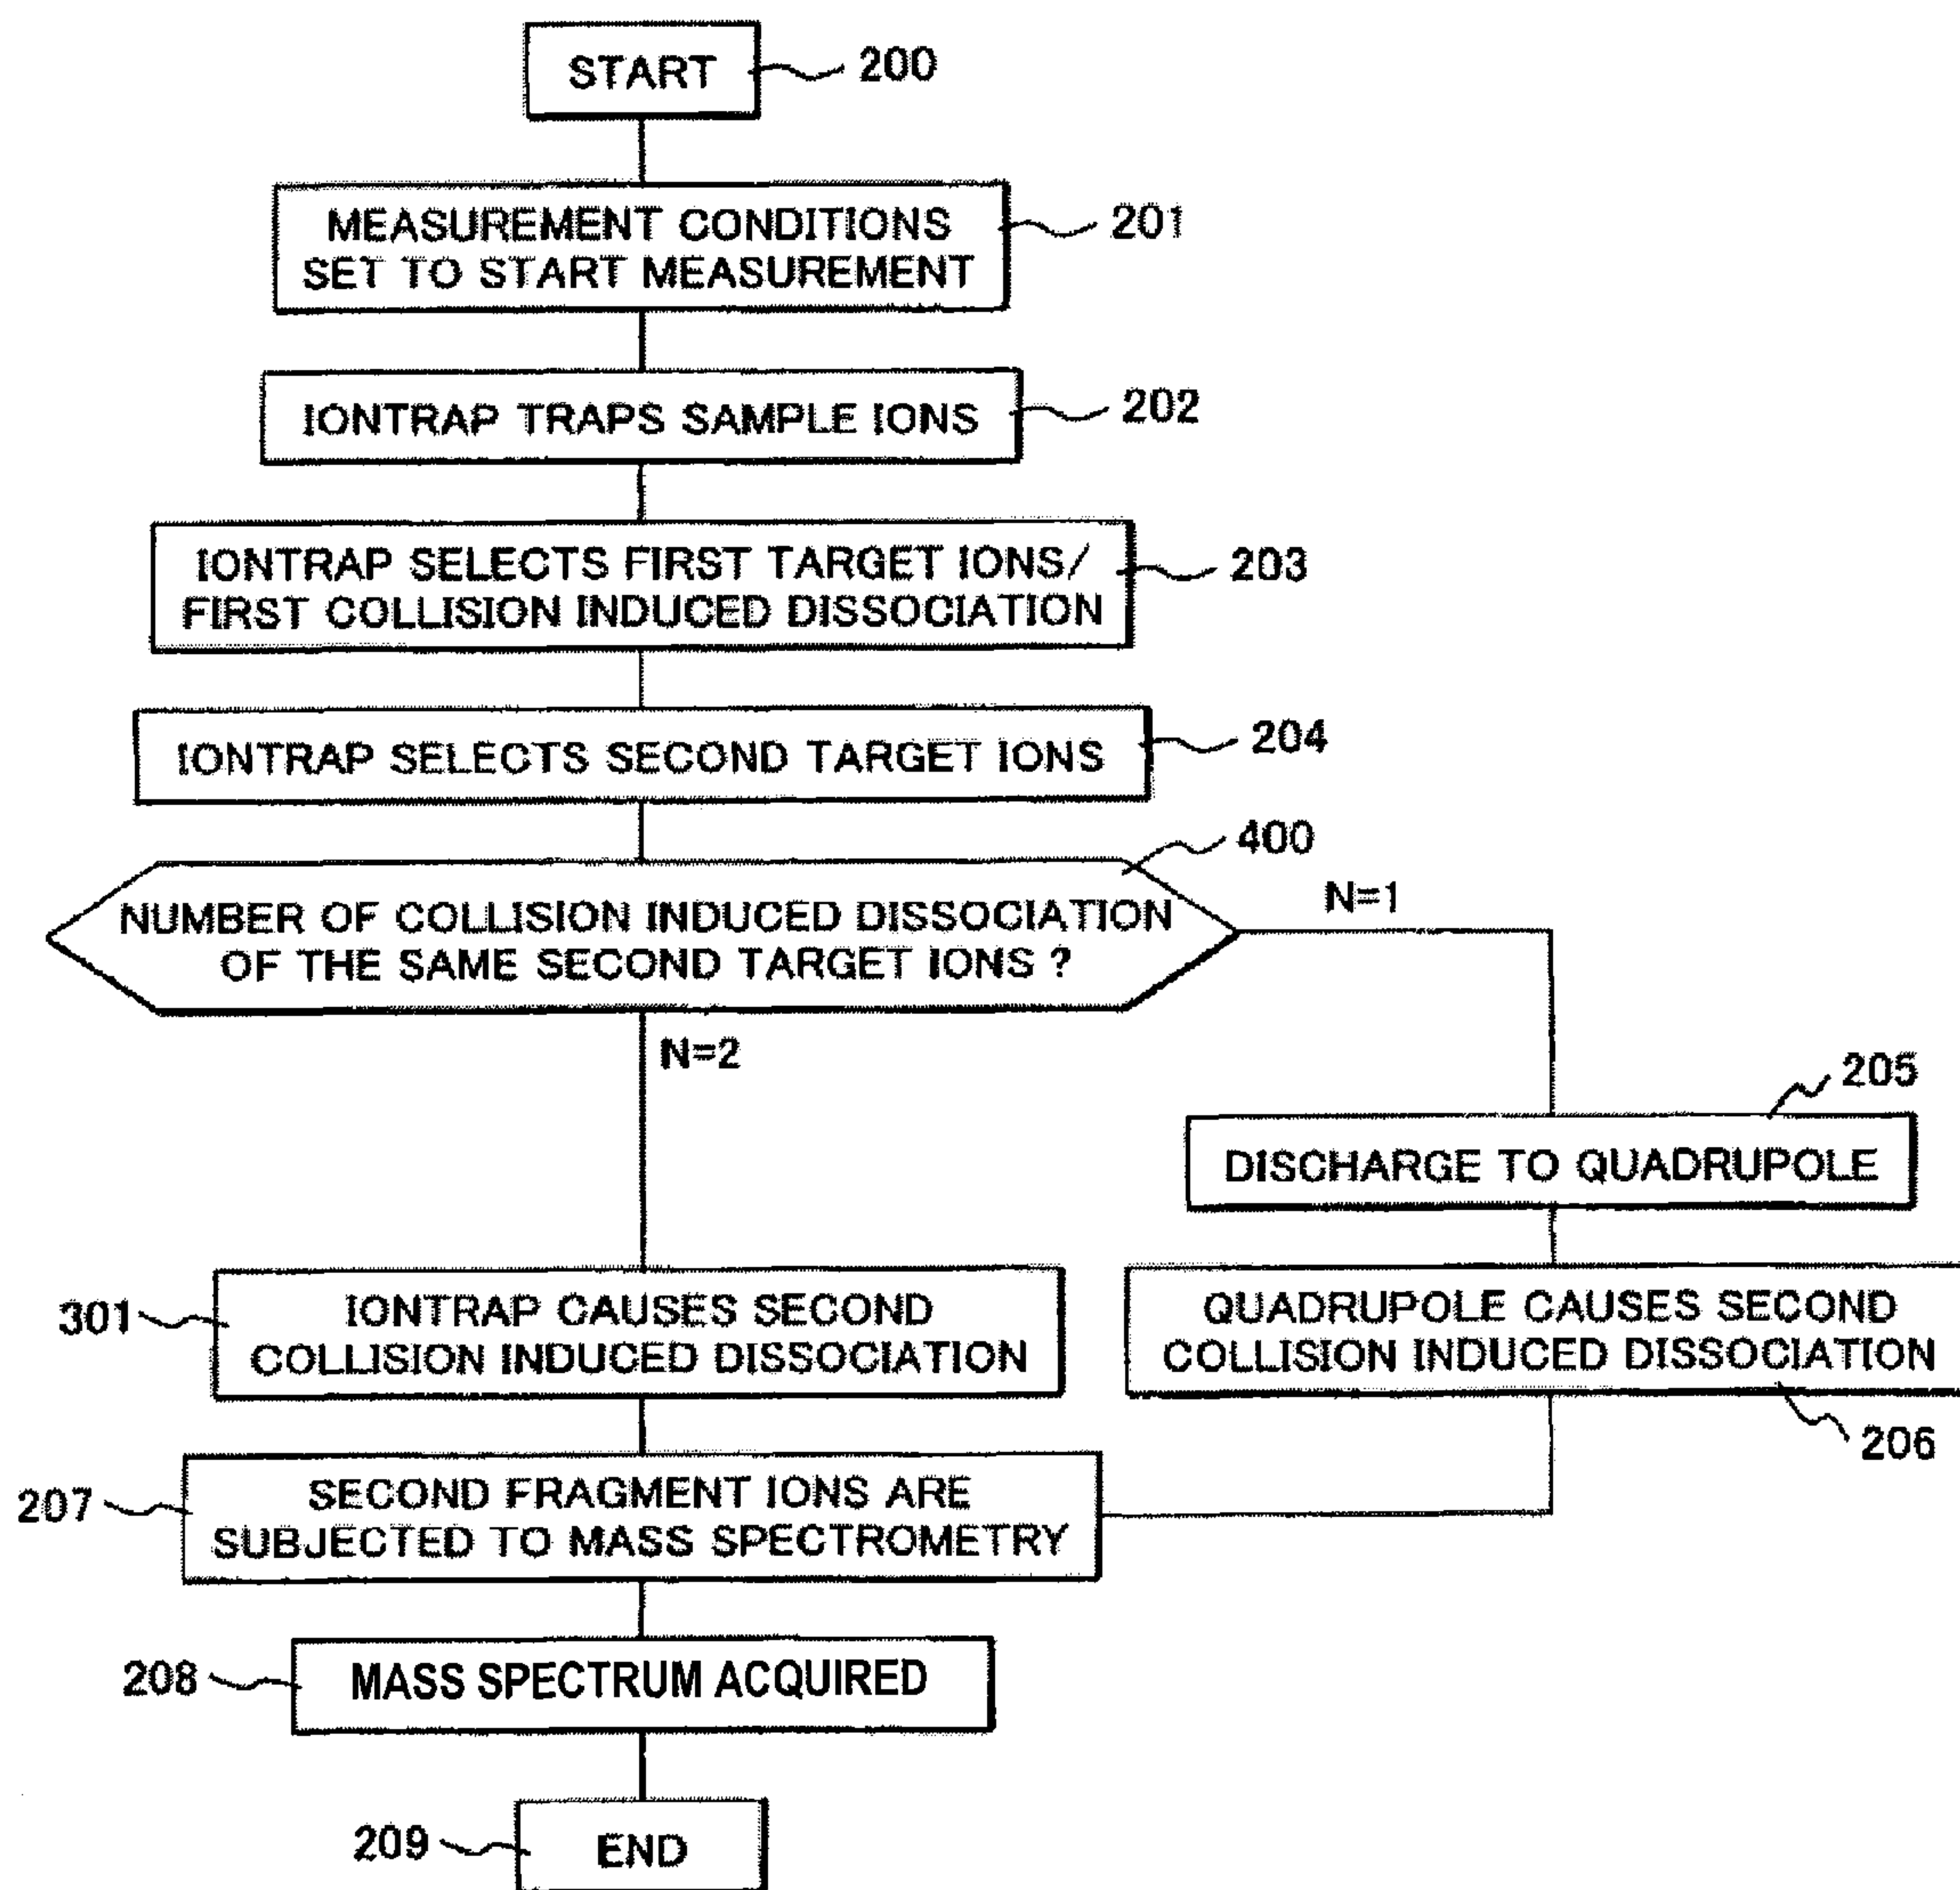 START
200
MEASUREMENT CONDITIONS
SET TO START MEASUREMENT
201
IONTRAP TRAPS SAMPLE IONS
202
IONTRAP SELECTS FIRST TARGET IONS/
FIRST COLLISION INDUCED DISSOCIATION
203
IONTRAP SELECTS SECOND TARGET IONS
204
400
NUMBER OF COLLISION INDUCED DISSOCIATION
OF THE SAME SECOND TARGET IONS ?
N=1
N=2
205
DISCHARGE TO QUADRUPOLE
301
IONTRAP CAUSES SECOND
COLLISION INDUCED DISSOCIATION
QUADRUPOLE CAUSES SECOND
COLLISION INDUCED DISSOCIATION
206
207
SECOND FRAGMENT IONS ARE
SUBJECTED TO MASS SPECTROMETRY
208
MASS SPECTRUM ACQUIRED
209
END